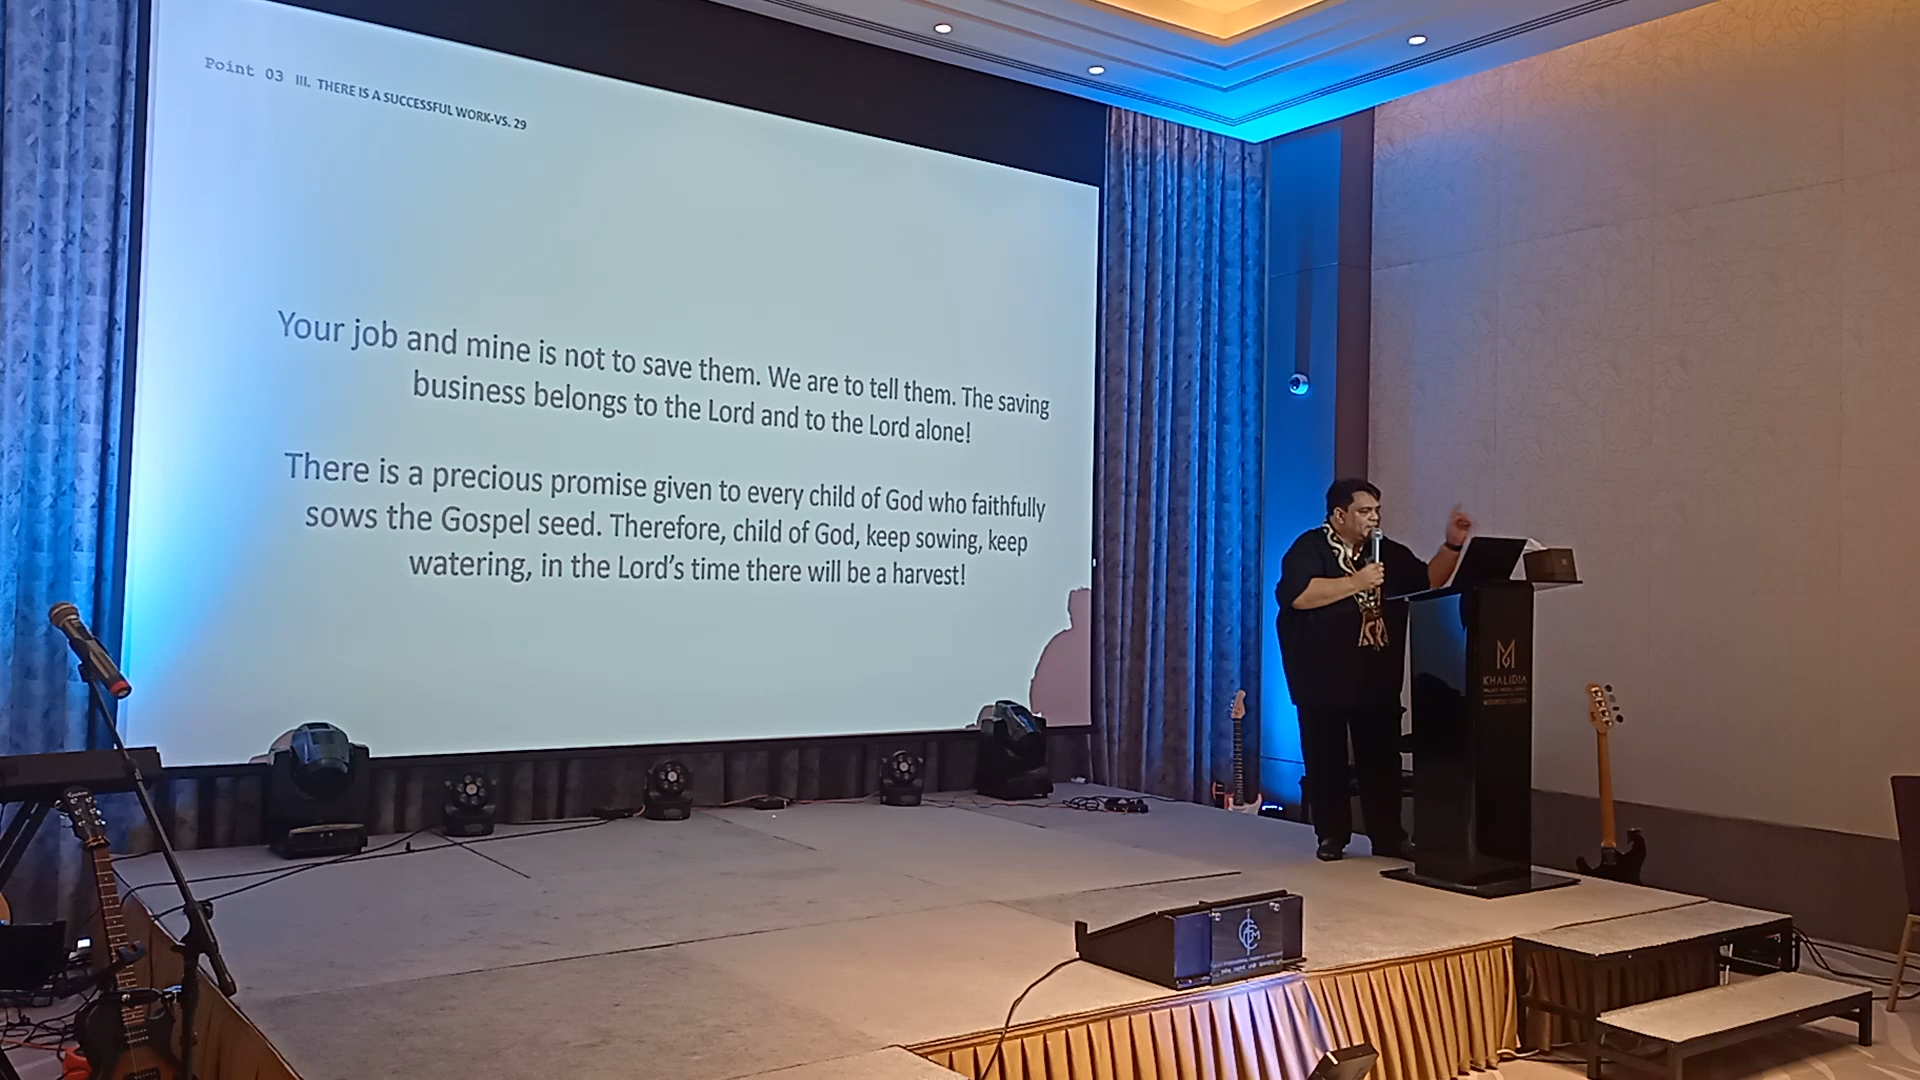 Point 03 III. THERE IS A SUCCESSFUL WORK-VS. 29
Your job and mine is not to save them. We are to tell them. The saving
business belongs to the Lord and to the Lord alone!
There is a precious promise given to every child of God who faithfully
sows the Gospel seed. Therefore, child of God, keep sowing, keep
watering, in the Lord's time there will be a harvest!
KHALIDIA